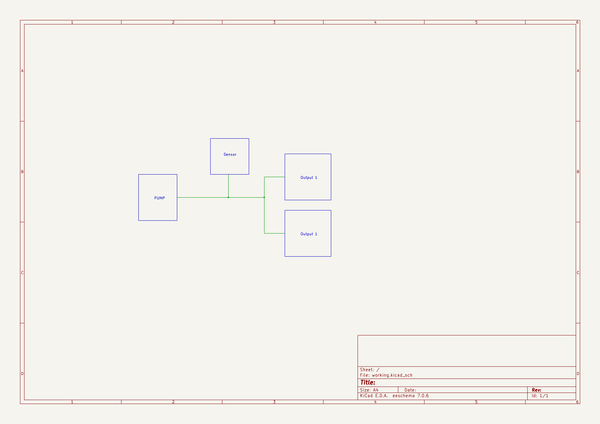 1 2 3 4 5 6
A A
Sensor
B B
Output 1
PUMP
Output 1
C C
Sheet: /
File: working.kicad_sch
D D
Title:
Size: A4 Date: Rev:
KiCad E.D.A. eeschema 7.0.6 Id: 1/1
1 2 3 4 5 6